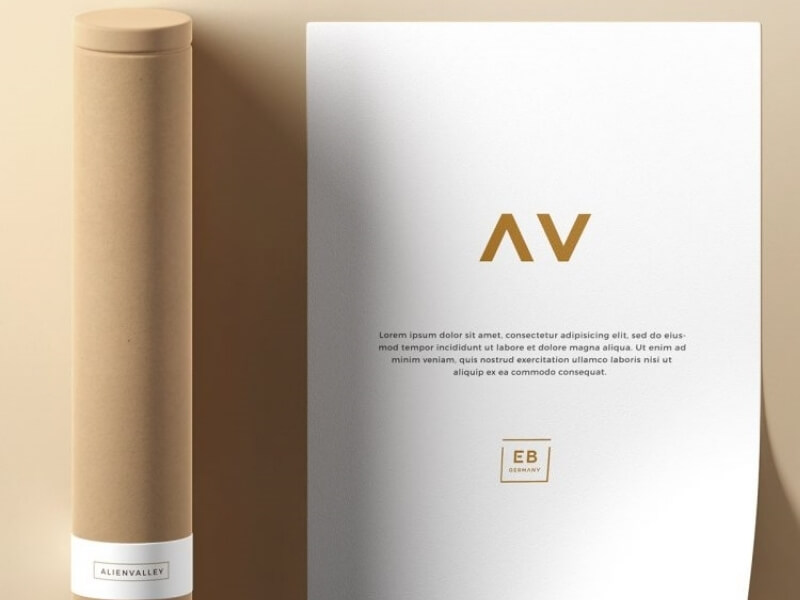 AV
Lorem ipsum dolor sit amet, consectetur adipisicing elit, sed do eius-
mod tempor incididunt ut labore et dolore magna aliqua. Ut enim ad
minim veniam, quis nostrud exercitation ullamco laboris nisi ut
aliquip ex ea commodo consequat.
EB
GERMANY
ALIENVALLEY